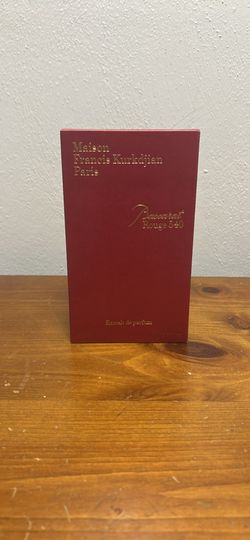 Maison
Francis Kurkdjian
Paris
Baccarat
Rouge 540
Extrait de parfum